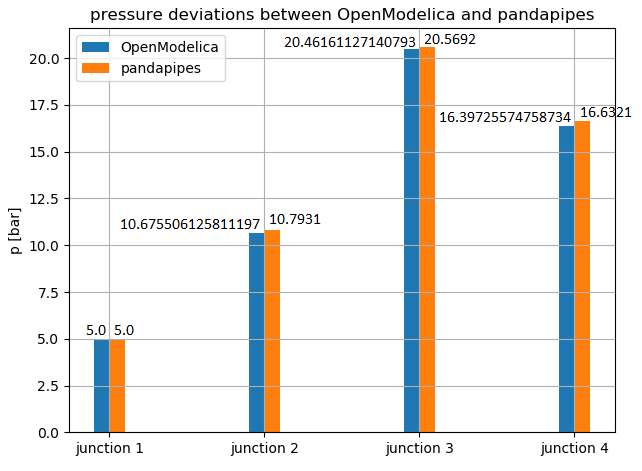 pressure deviations between OpenModelica and pandapipes
OpenModelica
pandapipes
20.0
17.5
15.0
12.5
10.0
7.5
5.0
2.5
0.0
p [bar]
5.0 5.0
10.675506125811197 10.7931
20.46161127140793 20.5692
16.39725574758734 16.6321
junction 1 junction 2 junction 3 junction 4